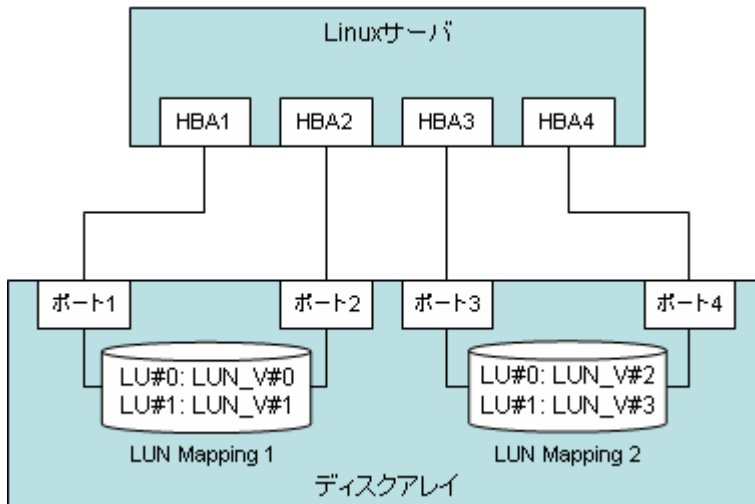 Linuxサーバ
HBA1 HBA2 HBA3 HBA4
ポート1 ポート2 ポート3 ポート4
LU#0: LUN_V#0
LU#1: LUN_V#1
LUN Mapping 1
LU#0: LUN_V#2
LU#1: LUN_V#3
LUN Mapping 2
ディスクアレイ